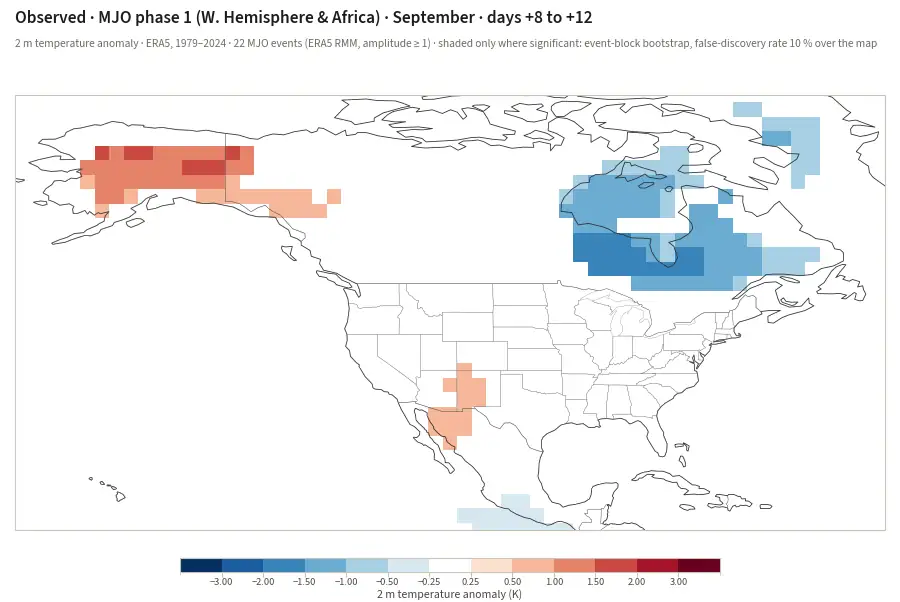 Observed · MJO phase 1 (W. Hemisphere & Africa) · September · days +8 to +12
2 m temperature anomaly · ERA5, 1979–2024 · 22 MJO events (ERA5 RMM, amplitude ≥ 1) · shaded only where significant: event-block bootstrap, false-discovery rate 10 % over the map
−3.00 −2.00 −1.50 −1.00 −0.50 −0.25 0.25 0.50 1.00 1.50 2.00 3.00
2 m temperature anomaly (K)